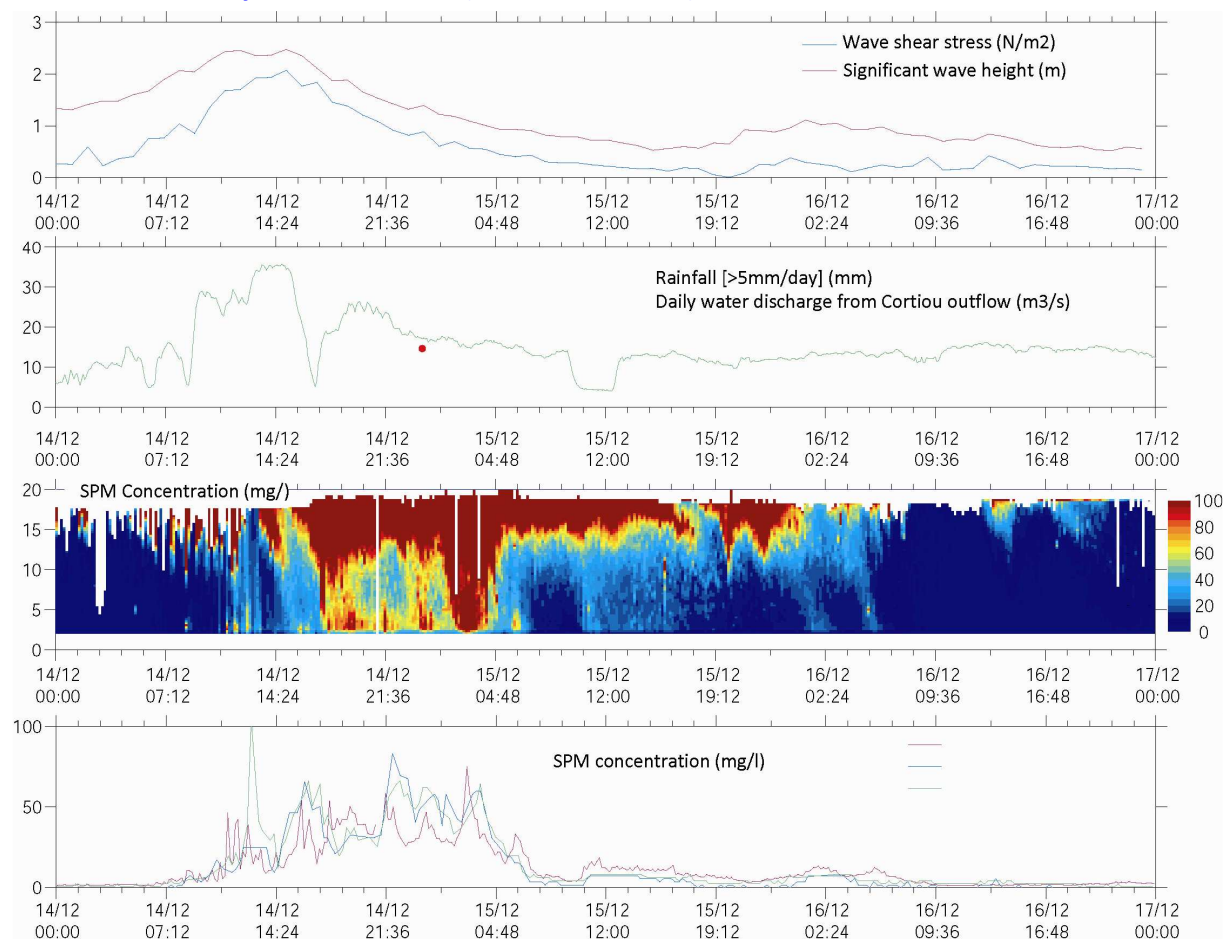 3
Wave shear stress (N/m2)
Significant wave height (m)
2
1
0
14/12 14/12 14/12 14/12 15/12 15/12 15/12 16/12 16/12 16/12 17/12
00:00 07:12 14:24 21:36 04:48 12:00 19:12 02:24 09:36 16:48 00:00
40
Rainfall [>5mm/day] (mm)
30
Daily water discharge from Cortiou outflow (m3/s)
20
10
0
14/12 14/12 14/12 14/12 15/12 15/12 15/12 16/12 16/12 16/12 17/12
00:00 07:12 14:24 21:36 04:48 12:00 19:12 02:24 09:36 16:48 00:00
20 SPM Concentration (mg/)
100
15
80
60
10
40
5
20
0
0
14/12 14/12 14/12 14/12 15/12 15/12 15/12 16/12 16/12 16/12 17/12
00:00 07:12 14:24 21:36 04:48 12:00 19:12 02:24 09:36 16:48 00:00
100
SPM concentration (mg/l)
50
0
14/12 14/12 14/12 14/12 15/12 15/12 15/12 16/12 16/12 16/12 17/12
00:00 07:12 14:24 21:36 04:48 12:00 19:12 02:24 09:36 16:48 00:00